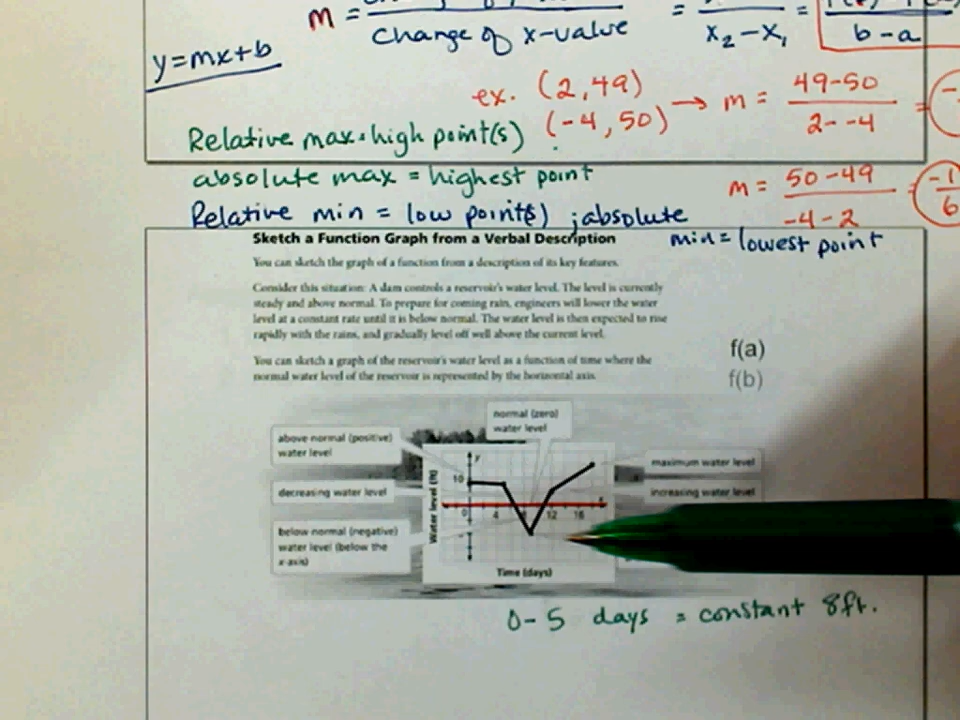 m = = =
change of x-value x₂-x₁ b-a
y=mx+b
ex. (2,49) → m = 49-50 =
(-4,50) 2--4
Relative max = high point(s)
absolute max = highest point
m = 50-49 = -1
-4-2 6
Relative min = low point(s) ; absolute
min = lowest point
Sketch a Function Graph from a Verbal Description
You can sketch the graph of a function from a description of its key features.
Consider this situation: A dam controls a reservoir's water level. The level is currently
steady and above normal. To prepare for coming rain, engineers will lower the water
level at a constant rate until it is below normal. The water level is then expected to rise
rapidly with the rains, and gradually level off well above the current level.
You can sketch a graph of the reservoir's water level as a function of time where the
normal water level of the reservoir is represented by the horizontal axis.
f(a)
f(b)
normal (zero)
water level
above normal (positive)
water level
decreasing water level
below normal (negative)
water level (below the
x-axis)
maximum water level
increasing water level
Water level (ft)
y
10
0 4 12 16
Time (days)
0-5 days = constant 8ft.